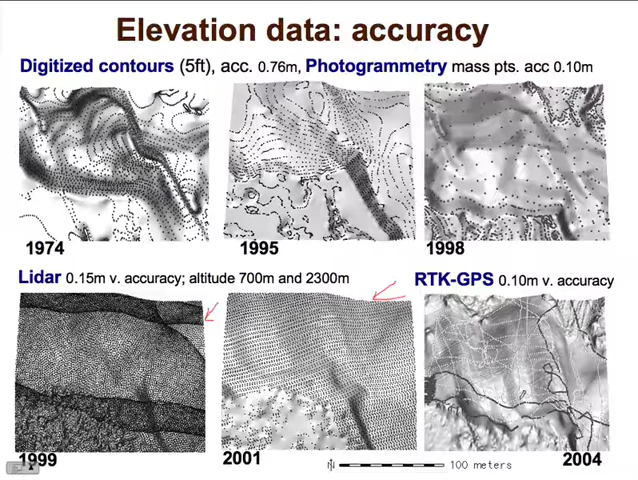 Elevation data: accuracy
Digitized contours (5ft), acc. 0.76m, Photogrammetry mass pts. acc 0.10m
1974
1995
1998
Lidar 0.15m v. accuracy; altitude 700m and 2300m
RTK-GPS 0.10m v. accuracy
1999
2001
100 meters
2004